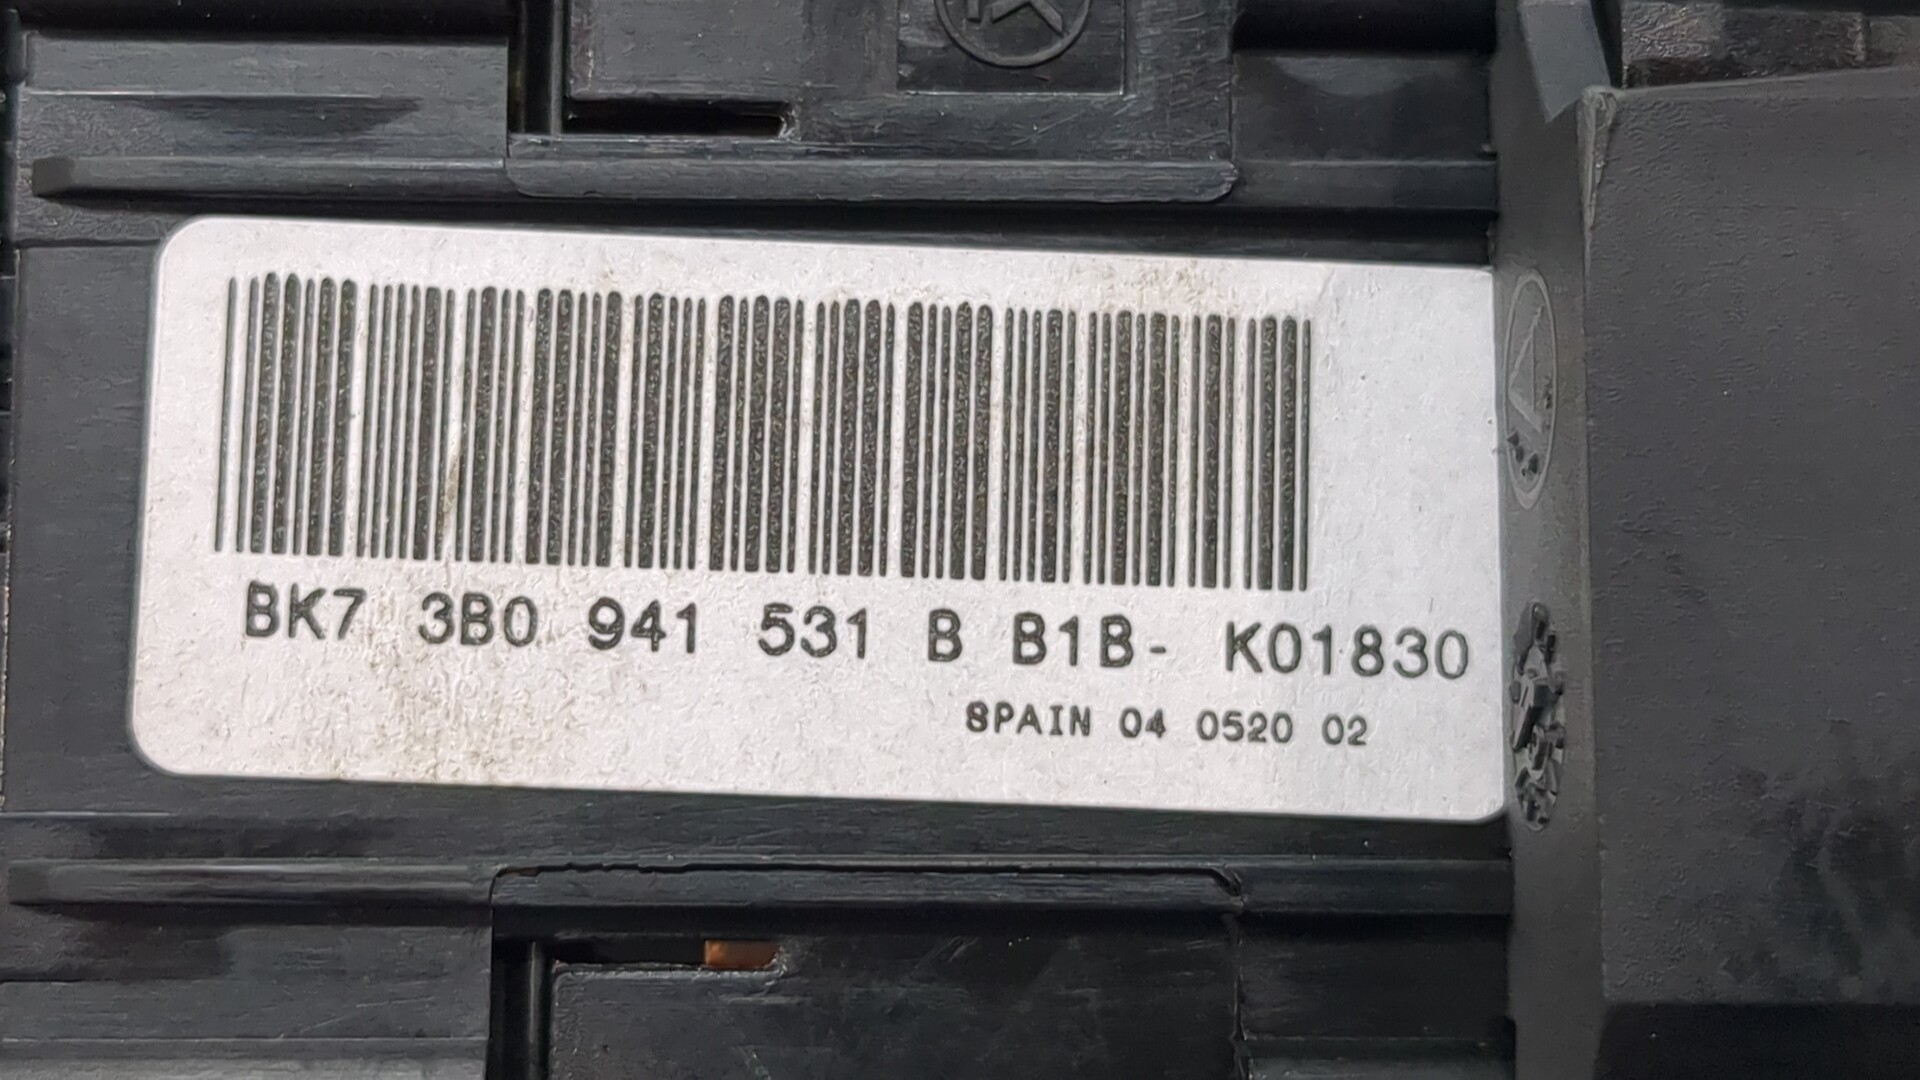 BK7 3B0 941 531 B B1B- K01830
SPAIN 04 0520 02